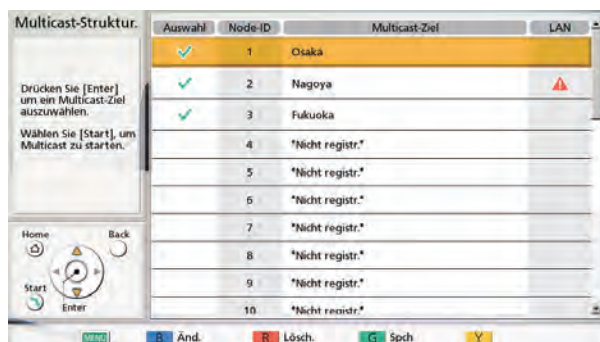 Multicast-Struktur.
Auswahl Node-ID Multicast-Ziel LAN
1 Osaka
2 Nagoya
3 Fukuoka
4 *Nicht registr.*
5 *Nicht registr.*
6 *Nicht registr.*
7 *Nicht registr.*
8 *Nicht registr.*
9 *Nicht registr.*
10 *Nicht registr.*
Drücken Sie [Enter]
um ein Multicast-Ziel
auszuwählen.
Wählen Sie [Start], um
Multicast zu starten.
Home Back
Start
Enter
MENU B Änd. R Lösch. G Spch Y